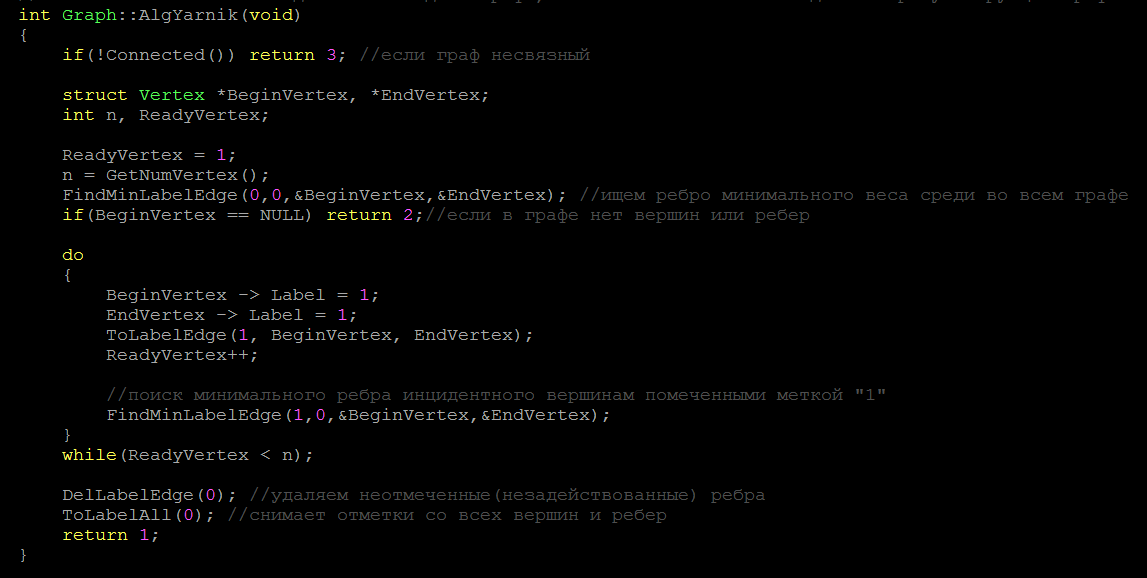 int Graph::AlgYarnik(void)
{
if(!Connected()) return 3; //если граф несвязный
struct Vertex *BeginVertex, *EndVertex;
int n, ReadyVertex;
ReadyVertex = 1;
n = GetNumVertex();
FindMinLabelEdge(0,0,&BeginVertex,&EndVertex); //ищем ребро минимального веса среди во всем графе
if(BeginVertex == NULL) return 2;//если в графе нет вершин или ребер
do
{
BeginVertex -> Label = 1;
EndVertex -> Label = 1;
ToLabelEdge(1, BeginVertex, EndVertex);
ReadyVertex++;
//поиск минимального ребра инцидентного вершинам помеченными меткой "1"
FindMinLabelEdge(1,0,&BeginVertex,&EndVertex);
}
while(ReadyVertex < n);
DelLabelEdge(0); //удаляем неотмеченные(незадействованные) ребра
ToLabelAll(0); //снимает отметки со всех вершин и ребер
return 1;
}